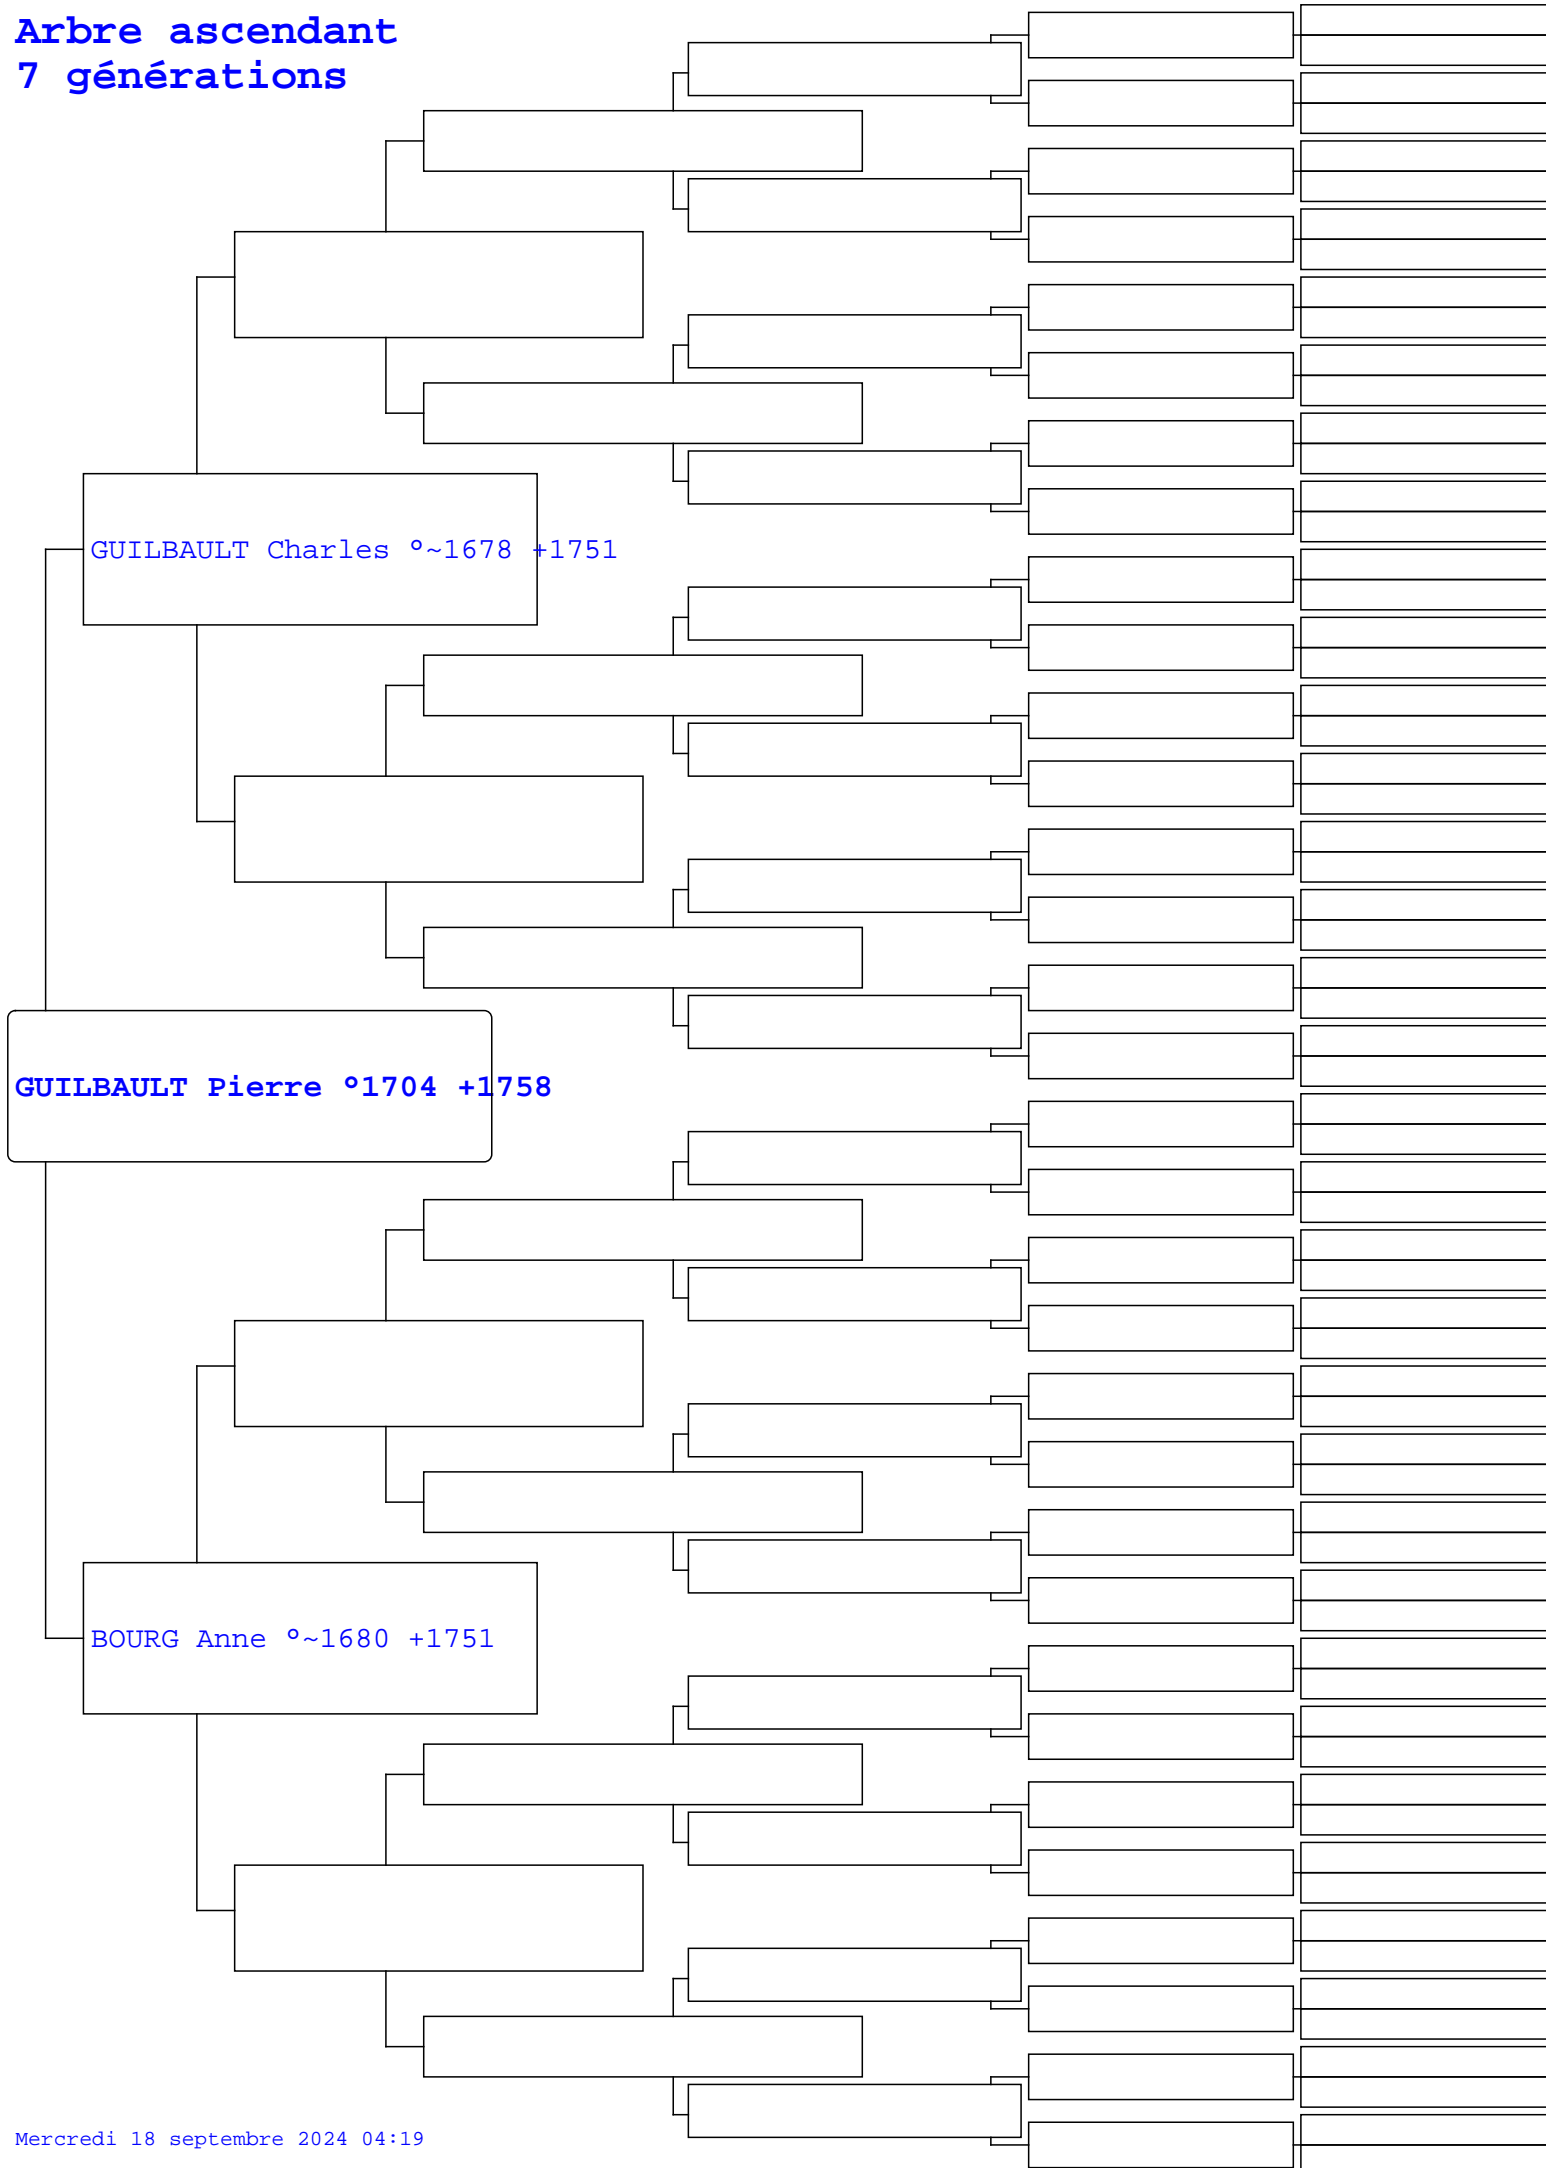 Arbre ascendant
7 générations
GUILBAULT Charles °~1678 +1751
GUILBAULT Pierre °1704 +1758
BOURG Anne °~1680 +1751
Mercredi 18 septembre 2024 04:19